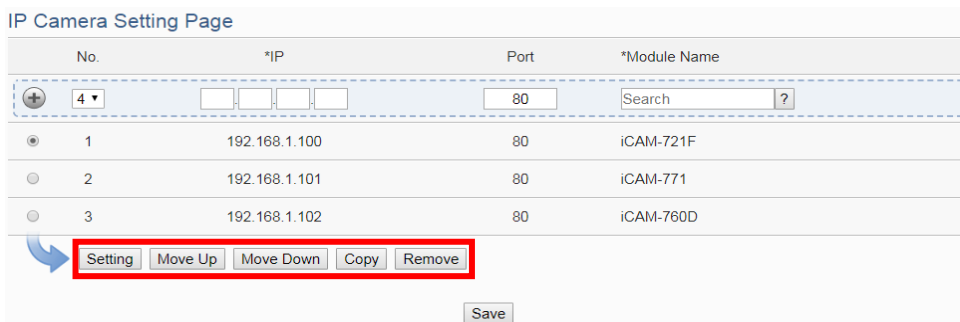 IP Camera Setting Page
No. *IP Port *Module Name
4 . . . 80 Search ?
1 192.168.1.100 80 iCAM-721F
2 192.168.1.101 80 iCAM-771
3 192.168.1.102 80 iCAM-760D
Setting Move Up Move Down Copy Remove
Save